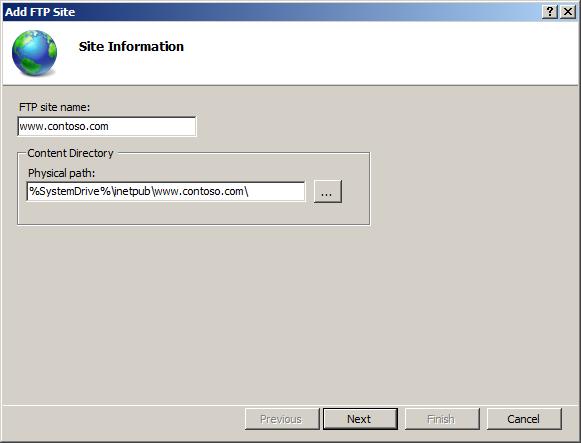 Add FTP Site
Site Information
FTP site name:
www.contoso.com
Content Directory
Physical path:
%SystemDrive%\inetpub\www.contoso.com\
...
Previous
Next
Finish
Cancel